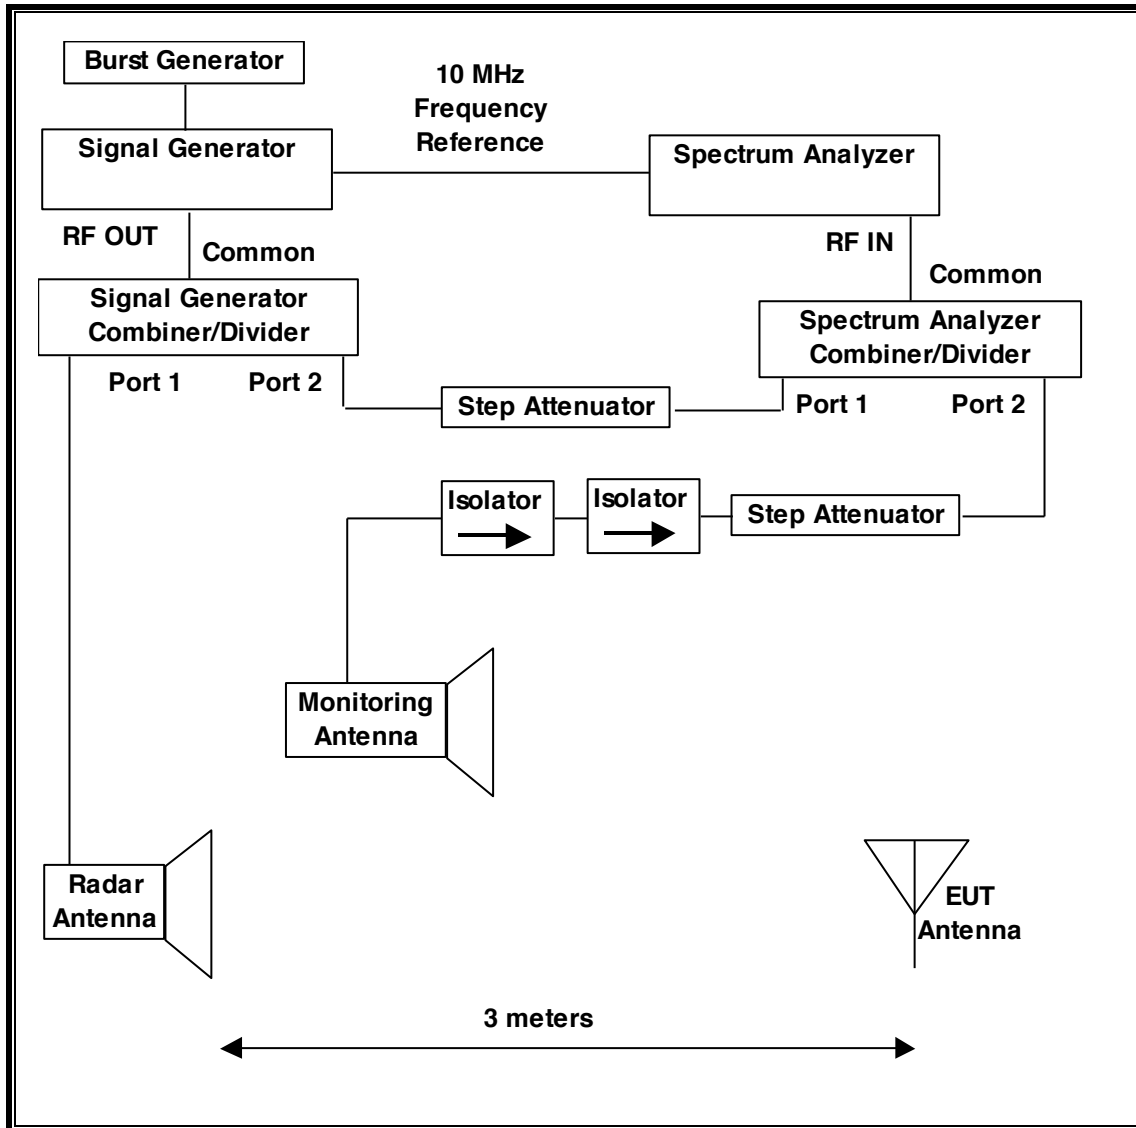 Burst Generator
10 MHz
Frequency
Reference
Signal Generator
Spectrum Analyzer
RF OUT
Common
RF IN
Common
Signal Generator
Combiner/Divider
Spectrum Analyzer
Combiner/Divider
Port 1
Port 2
Step Attenuator
Port 1
Port 2
Isolator
Isolator
Step Attenuator
Monitoring
Antenna
Radar
Antenna
EUT
Antenna
3 meters